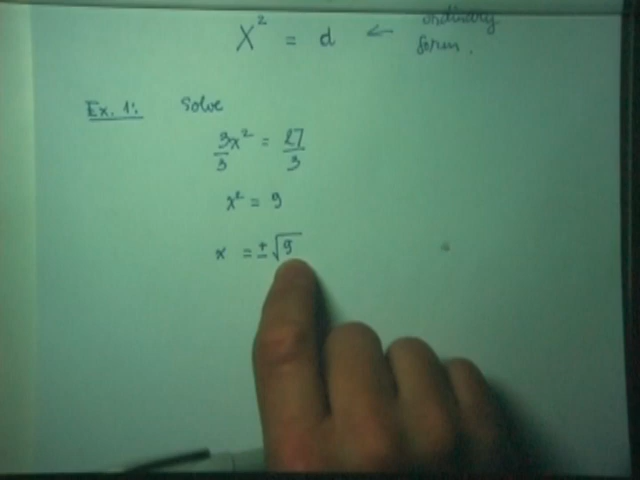 x² = d ← ordinary form.
Ex. 1: Solve
3x²/3 = 27/3
x² = 9
x = ±√9